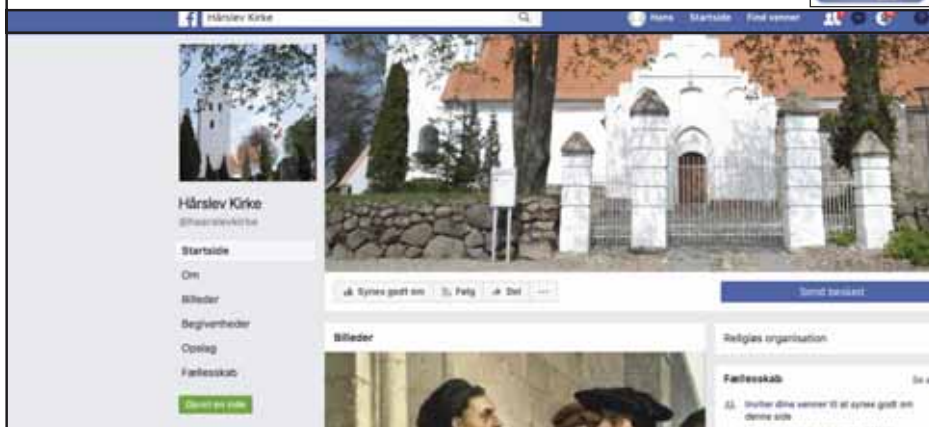 Hårslev Kirke
Hans Startside Find venner
Hårslev Kirke
@haarslevkirke
Startside
Om
Billeder
Begivenheder
Opslag
Fællesskab
Opret en side
Synes godt om Følg Del ...
Send besked
Billeder
Religiøs organisation
Fællesskab
Inviter dine venner til at synes godt om
denne side